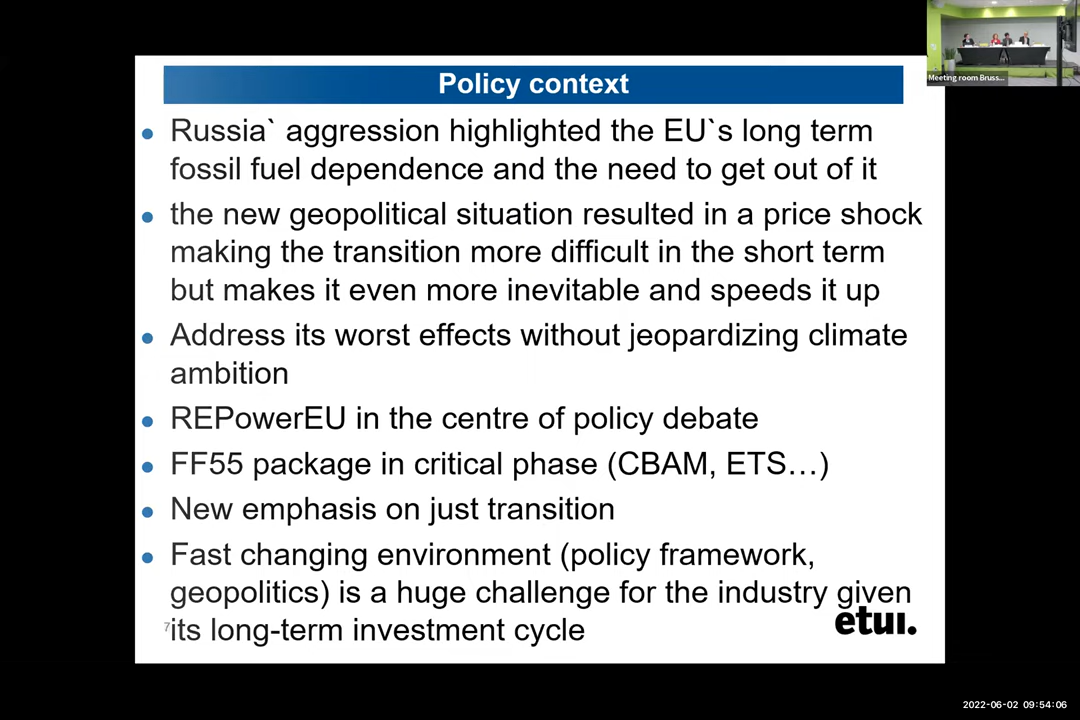 Policy context
Russia` aggression highlighted the EU`s long term
fossil fuel dependence and the need to get out of it
the new geopolitical situation resulted in a price shock
making the transition more difficult in the short term
but makes it even more inevitable and speeds it up
Address its worst effects without jeopardizing climate
ambition
REPowerEU in the centre of policy debate
FF55 package in critical phase (CBAM, ETS…)
New emphasis on just transition
Fast changing environment (policy framework,
geopolitics) is a huge challenge for the industry given
its long-term investment cycle
7
etui.
Meeting room Bruss...
2022-06-02 09:54:06